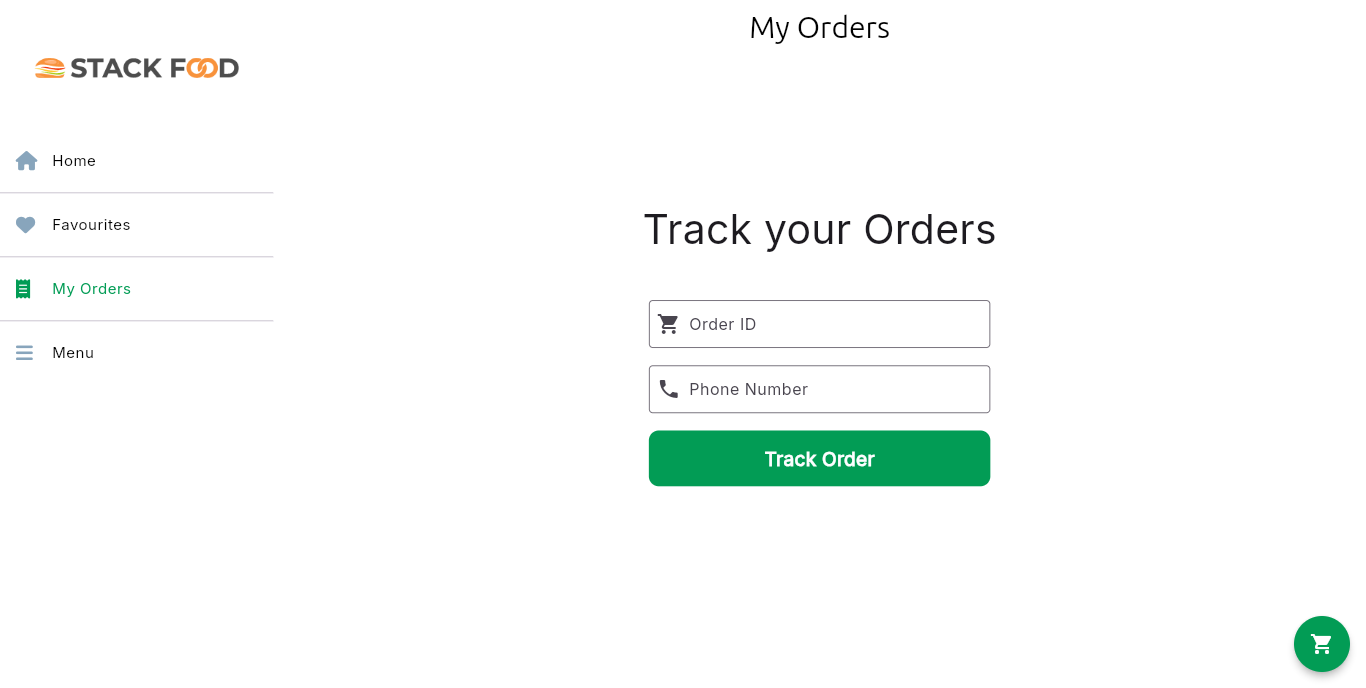 My Orders
STACK FOOD
Home
Favourites
My Orders
Menu
Track your Orders
Order ID
Phone Number
Track Order